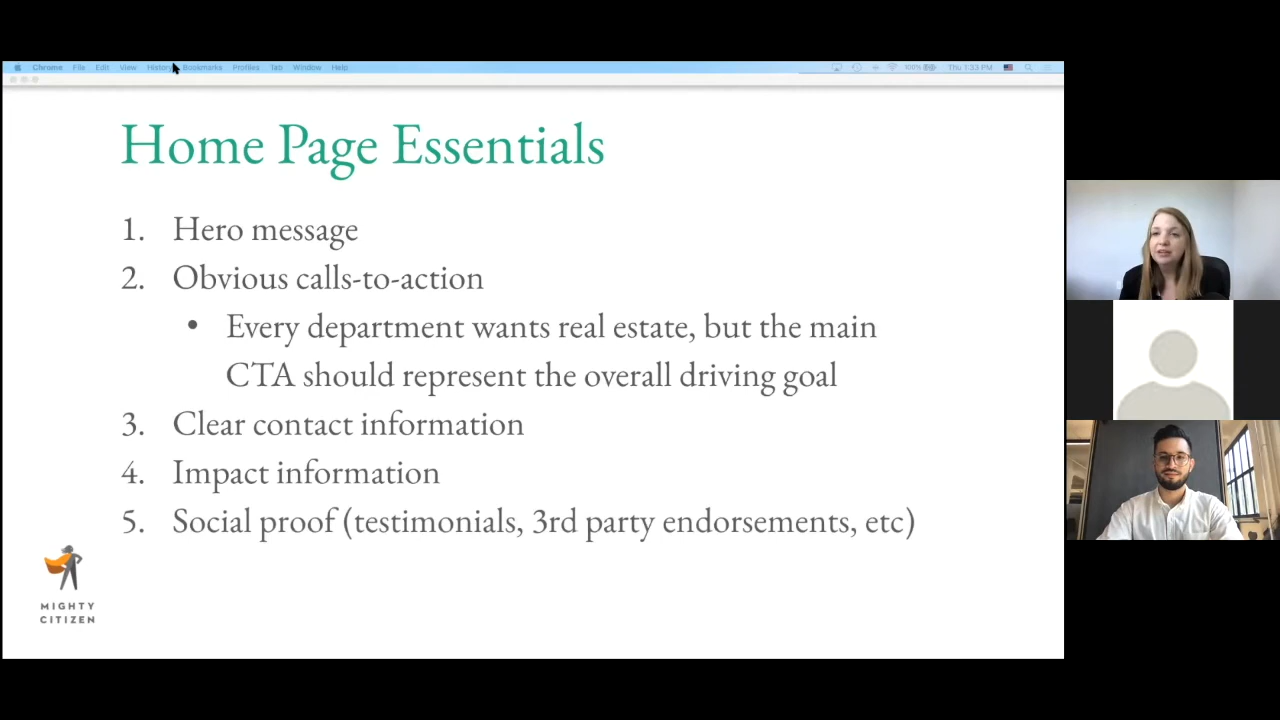 Chrome File Edit View History Bookmarks Profiles Tab Window Help 100% Thu 1:33 PM
Home Page Essentials
1. Hero message
2. Obvious calls-to-action
• Every department wants real estate, but the main
CTA should represent the overall driving goal
3. Clear contact information
4. Impact information
5. Social proof (testimonials, 3rd party endorsements, etc)
MIGHTY
CITIZEN